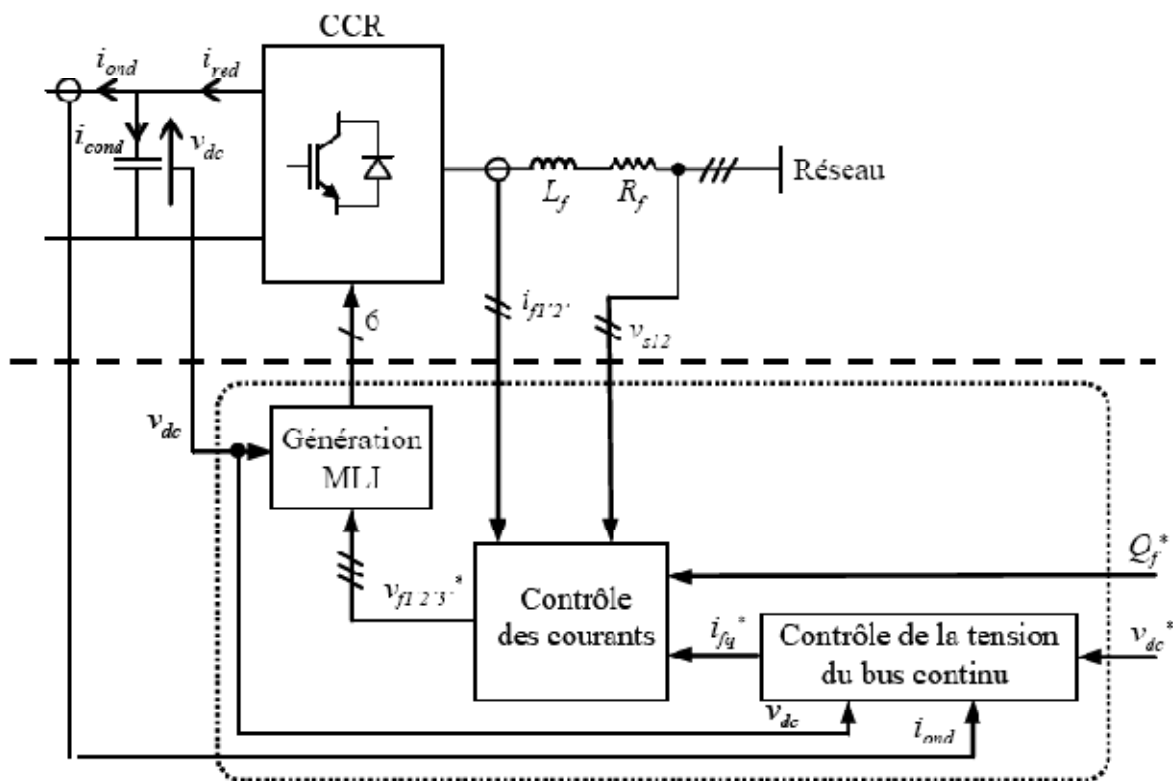 CCR
i_ond
i_red
i_cond
v_dc
L_f
R_f
Réseau
6
i_f1'2'
v_s12
v_dc
Génération
MLI
v_f1'2'3'*
Contrôle
des courants
Q_f*
i_fq*
Contrôle de la tension
du bus continu
v_dc*
v_dc
i_ond